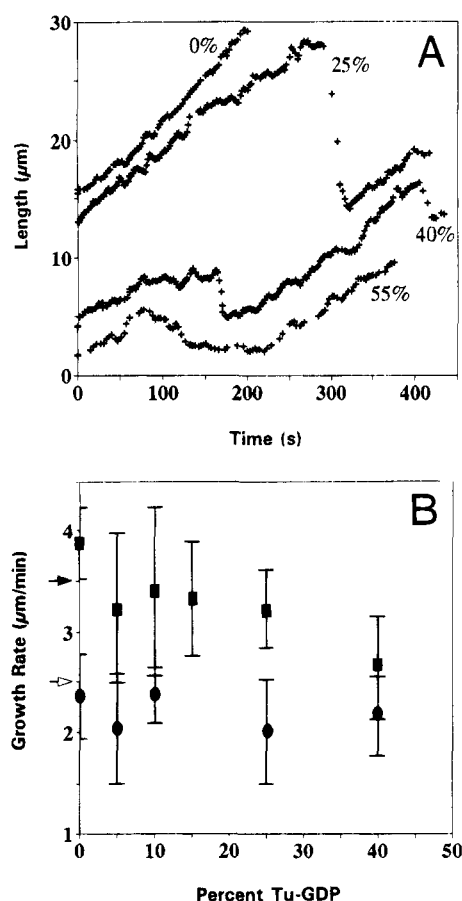 A
30
20
10
0
Length (µm)
0%
25%
40%
55%
0 100 200 300 400
Time (s)
B
4
3
2
1
Growth Rate (µm/min)
0 10 20 30 40 50
Percent Tu-GDP